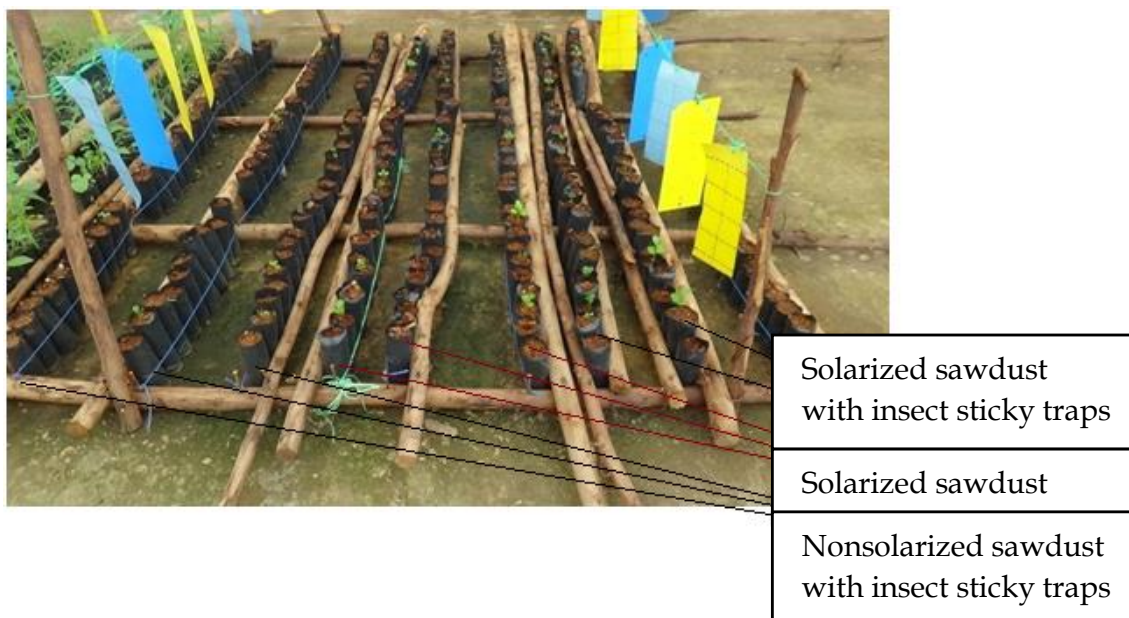 Solarized sawdust
with insect sticky traps
Solarized sawdust
Nonsolarized sawdust
with insect sticky traps